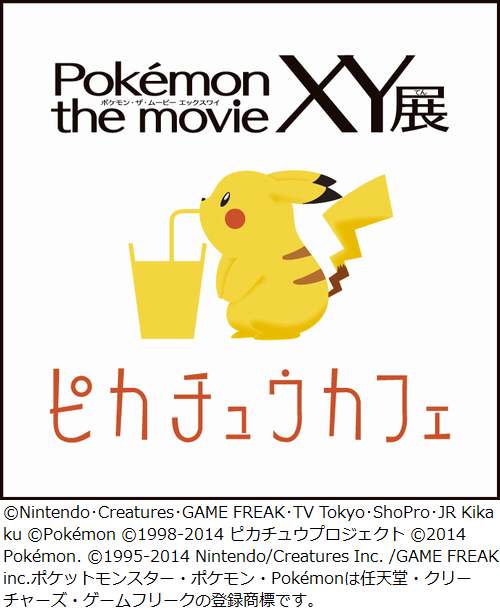 Pokémon
ポケモン・ザ・ムービー エックスワイ
the movie XY展
てん
ピカチュウカフェ
©Nintendo･Creatures･GAME FREAK･TV Tokyo･ShoPro･JR Kika
ku ©Pokémon ©1998-2014 ピカチュウプロジェクト ©2014
Pokémon. ©1995-2014 Nintendo/Creatures Inc. /GAME FREAK
inc.ポケットモンスター・ポケモン・Pokémonは任天堂・クリー
チャーズ・ゲームフリークの登録商標です。